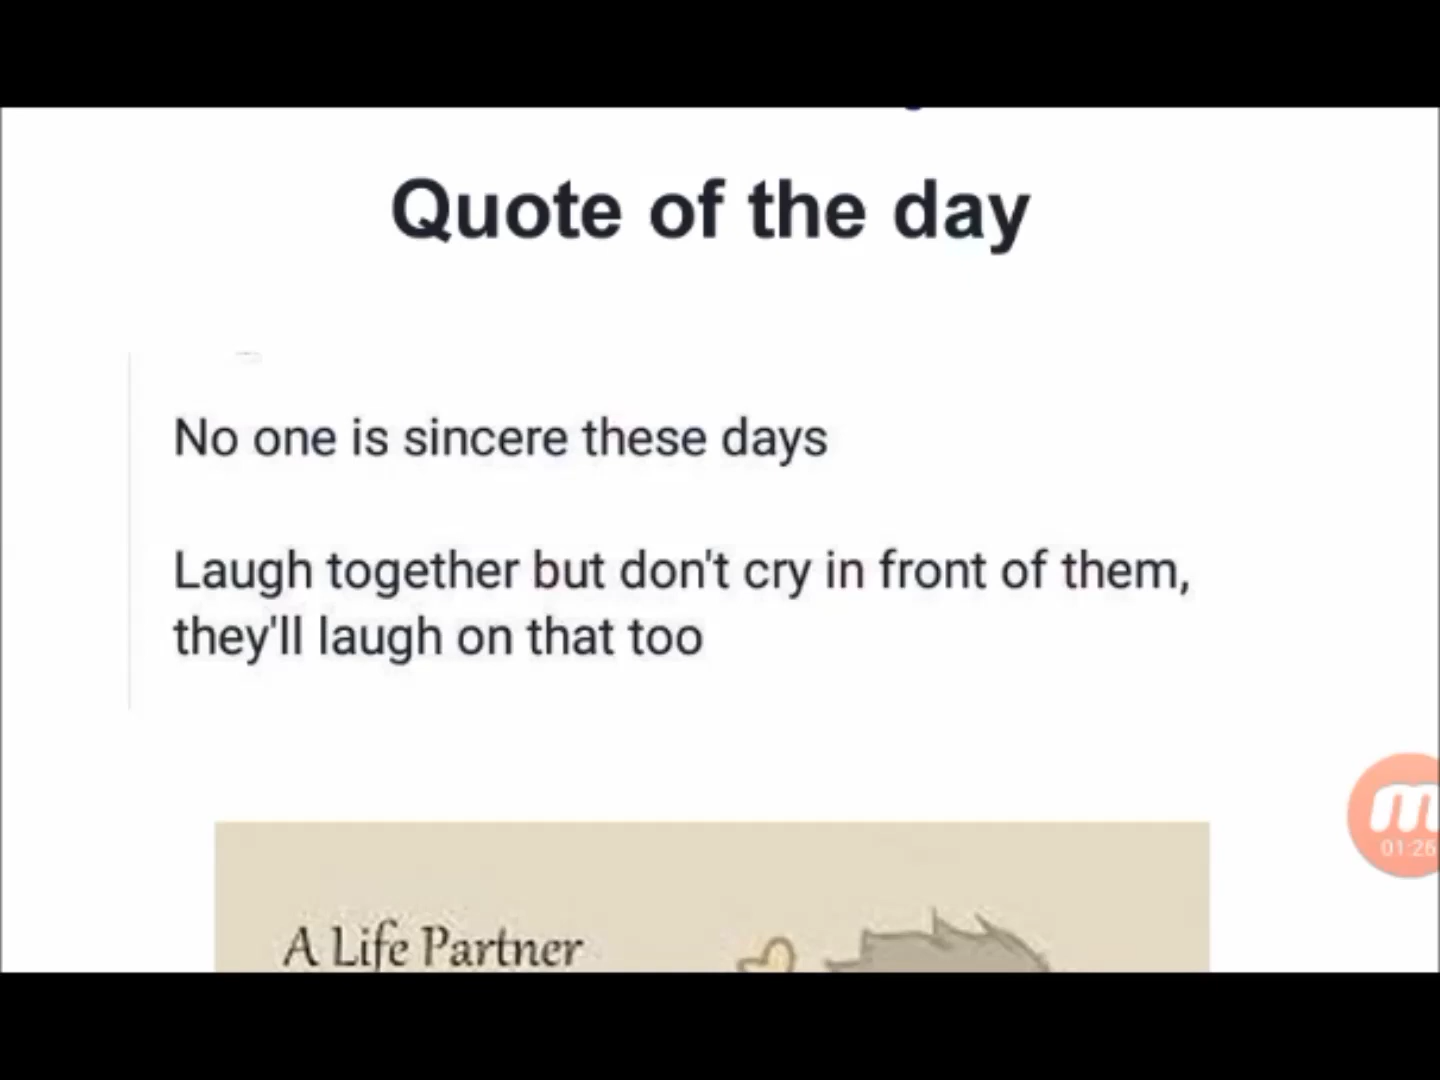 Quote of the day
No one is sincere these days
Laugh together but don't cry in front of them,
they'll laugh on that too
A Life Partner
m
01:26